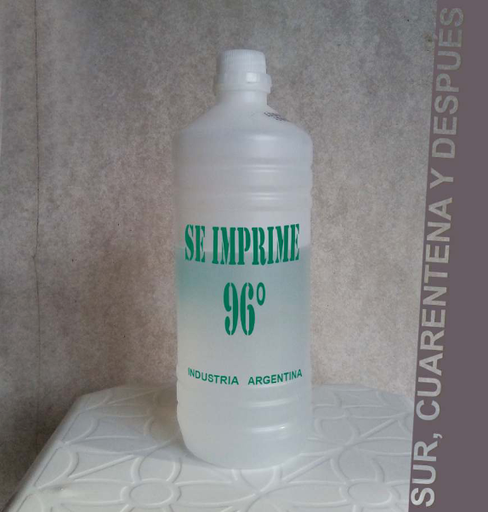 SE IMPRIME
96°
INDUSTRIA ARGENTINA
SUR, CUARENTENA Y DESPUÉS